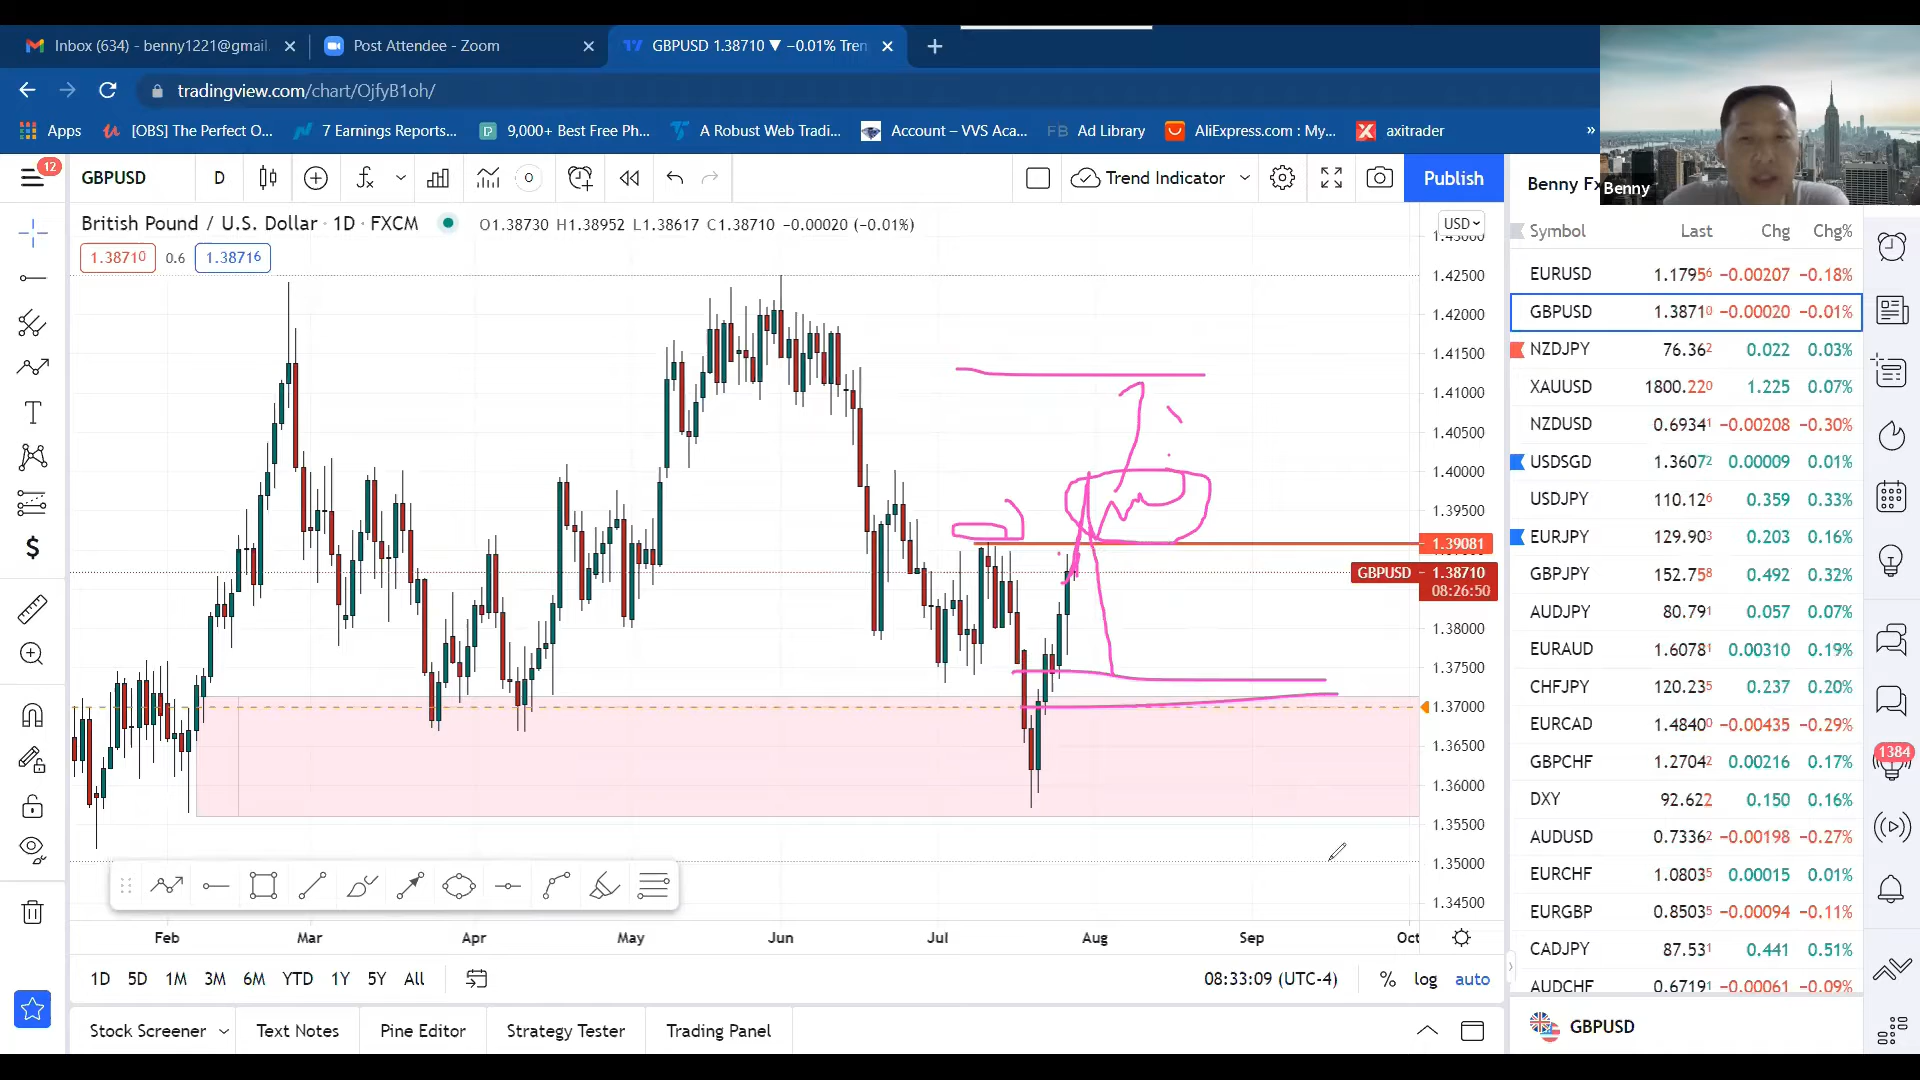 Inbox (634) - benny1221@gmail. Post Attendee - Zoom GBPUSD 1.38710 ▼ −0.01% Tren
tradingview.com/chart/OjfyB1oh/
Apps [OBS] The Perfect O... 7 Earnings Reports... 9,000+ Best Free Ph... A Robust Web Tradi... Account – VVS Aca... FB Ad Library AliExpress.com : My... axitrader »
12 GBPUSD D Trend Indicator Publish Benny Fx Benny
British Pound / U.S. Dollar · 1D · FXCM O1.38730 H1.38952 L1.38617 C1.38710 −0.00020 (−0.01%) USD
1.38710 0.6 1.38716
1.43000
1.42500
1.42000
1.41500
1.41000
1.40500
1.40000
1.39500
1.39081
GBPUSD 1.38710
08:26:50
1.38000
1.37500
1.37000
1.36500
1.36000
1.35500
1.35000
1.34500
Feb Mar Apr May Jun Jul Aug Sep Oct
1D 5D 1M 3M 6M YTD 1Y 5Y All 08:33:09 (UTC-4) % log auto
Stock Screener Text Notes Pine Editor Strategy Tester Trading Panel
Symbol Last Chg Chg%
EURUSD 1.17956 −0.00207 −0.18%
GBPUSD 1.38710 −0.00020 −0.01%
NZDJPY 76.362 0.022 0.03%
XAUUSD 1800.220 1.225 0.07%
NZDUSD 0.69341 −0.00208 −0.30%
USDSGD 1.36072 0.00009 0.01%
USDJPY 110.126 0.359 0.33%
EURJPY 129.903 0.203 0.16%
GBPJPY 152.758 0.492 0.32%
AUDJPY 80.791 0.057 0.07%
EURAUD 1.60781 0.00310 0.19%
CHFJPY 120.235 0.237 0.20%
EURCAD 1.48400 −0.00435 −0.29%
GBPCHF 1.27042 0.00216 0.17%
DXY 92.622 0.150 0.16%
AUDUSD 0.73362 −0.00198 −0.27%
EURCHF 1.08035 0.00015 0.01%
EURGBP 0.85035 −0.00094 −0.11%
CADJPY 87.531 0.441 0.51%
AUDCHF 0.67191 −0.00061 −0.09%
GBPUSD
1384